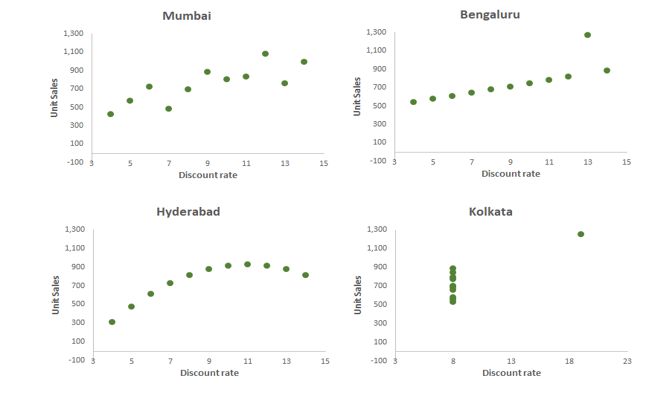 Mumbai
1,300
1,100
900
700
500
300
100
-100
Unit Sales
3 5 7 9 11 13 15
Discount rate
Bengaluru
1,300
1,100
900
700
500
300
100
-100
Unit Sales
3 5 7 9 11 13 15
Discount rate
Hyderabad
1,300
1,100
900
700
500
300
100
-100
Unit Sales
3 5 7 9 11 13 15
Discount rate
Kolkata
1,300
1,100
900
700
500
300
100
-100
Unit Sales
3 8 13 18 23
Discount rate